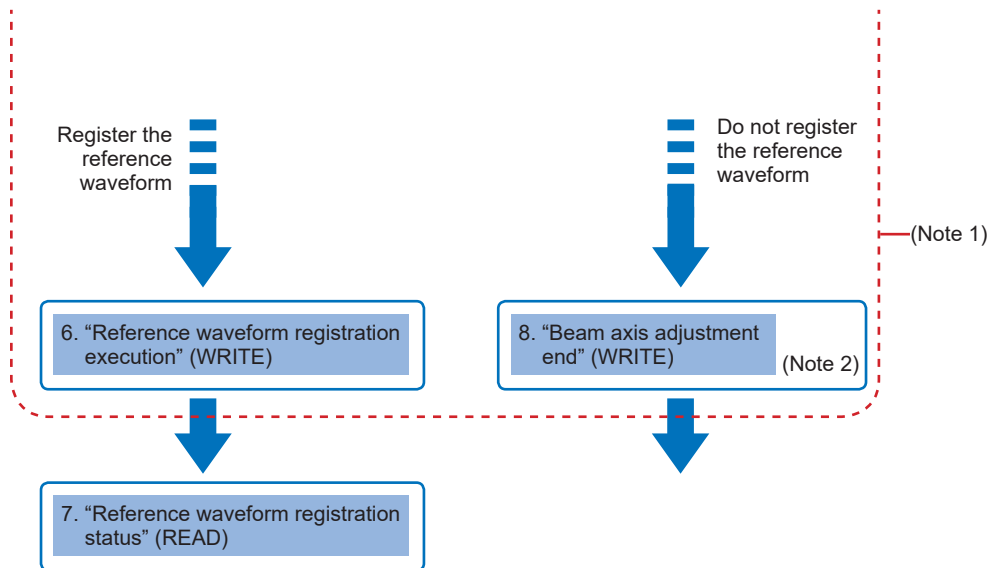 Register the
reference
waveform
Do not register
the reference
waveform
(Note 1)
6. “Reference waveform registration
execution” (WRITE)
8. “Beam axis adjustment
end” (WRITE)
(Note 2)
7. “Reference waveform registration
status” (READ)